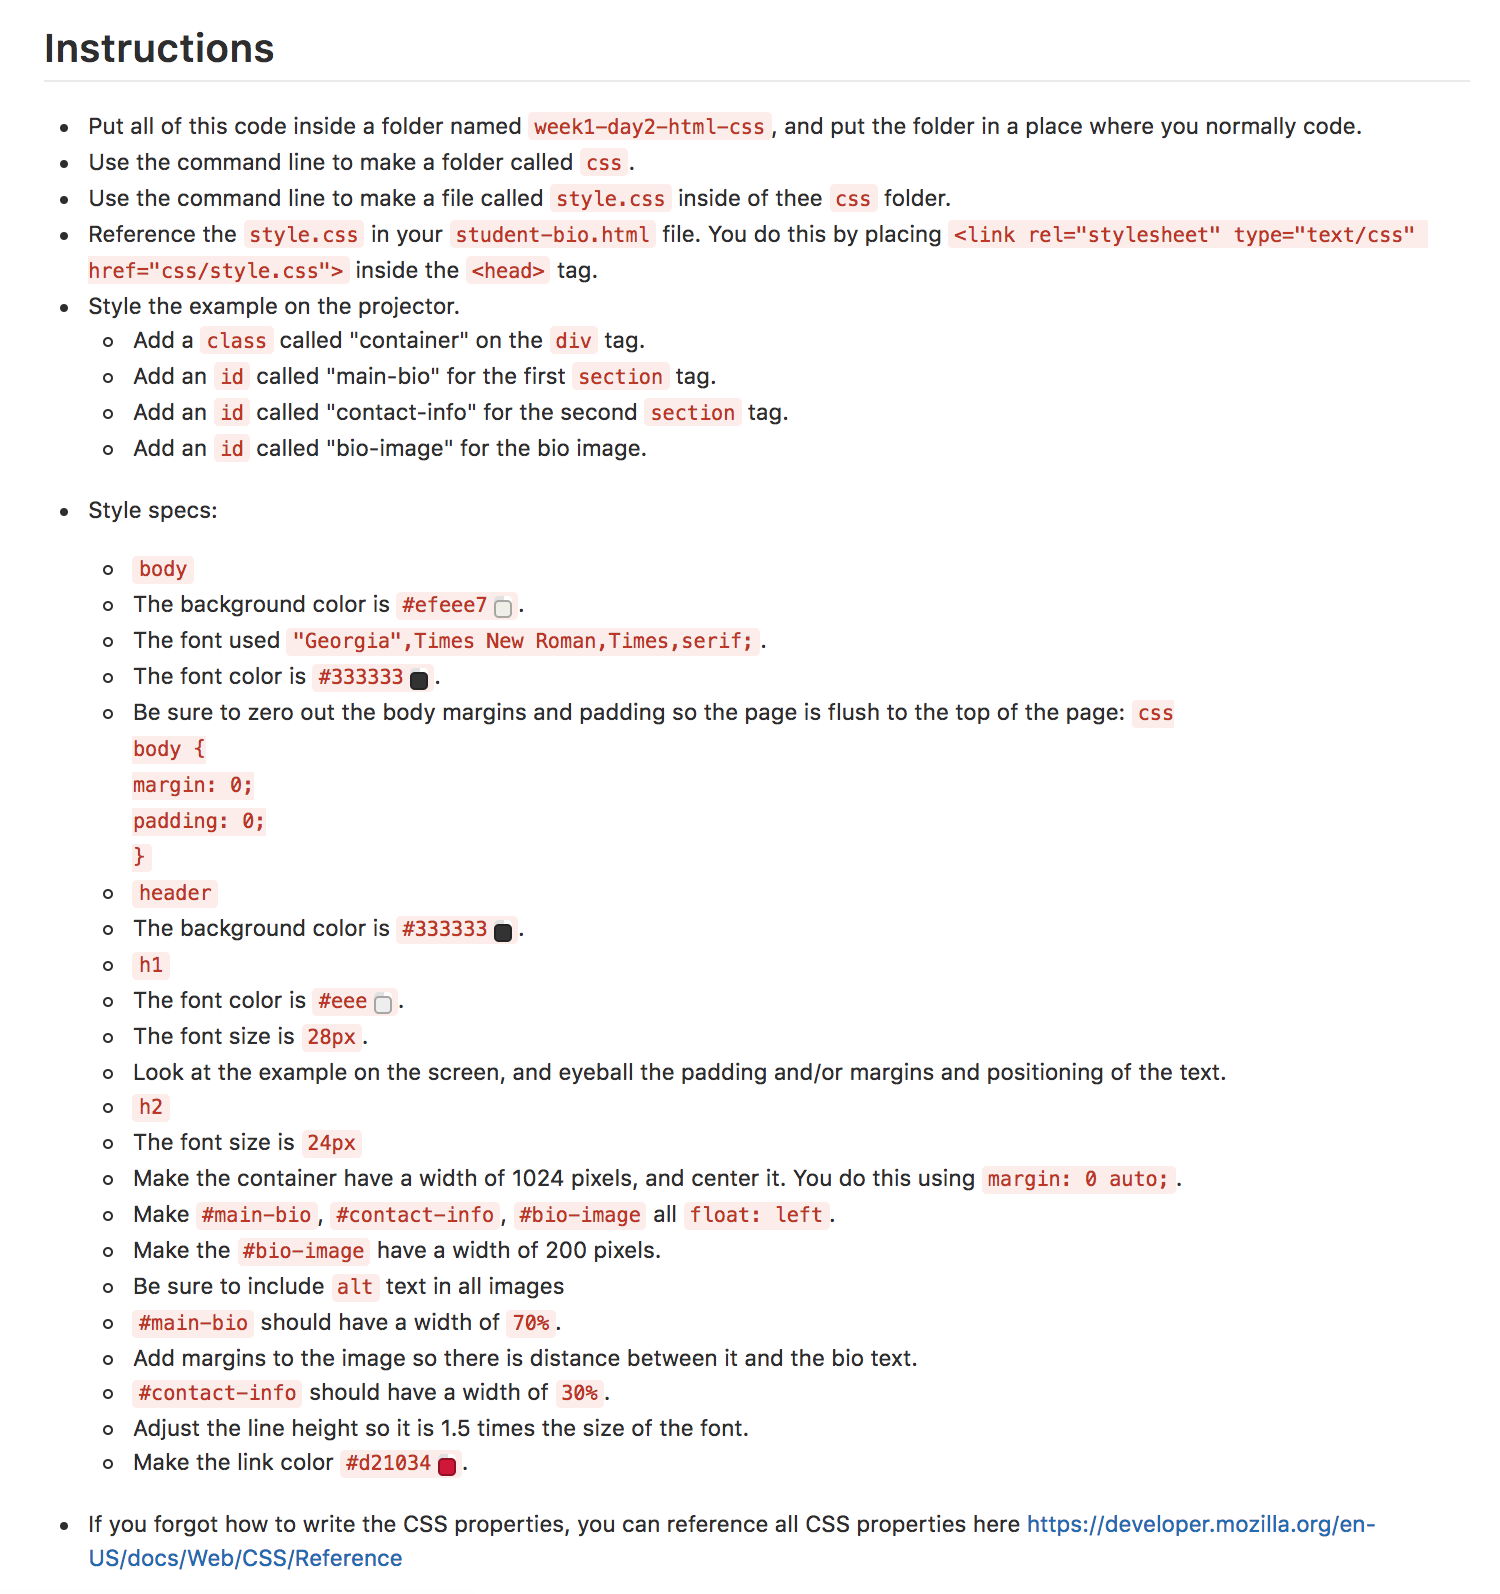 Instructions
Put all of this code inside a folder named week1-day2-html-css, and put the folder in a place where you normally code.
Use the command line to make a folder called css.
Use the command line to make a file called style.css inside of thee css folder.
Reference the style.css in your student-bio.html file. You do this by placing <link rel="stylesheet" type="text/css"
href="css/style.css"> inside the <head> tag.
Style the example on the projector.
Add a class called "container" on the div tag.
Add an id called "main-bio" for the first section tag.
Add an id called "contact-info" for the second section tag.
Add an id called "bio-image" for the bio image.
Style specs:
body
The background color is #efeee7.
The font used "Georgia",Times New Roman,Times,serif;.
The font color is #333333.
Be sure to zero out the body margins and padding so the page is flush to the top of the page: css
body {
margin: 0;
padding: 0;
}
header
The background color is #333333.
h1
The font color is #eee.
The font size is 28px.
Look at the example on the screen, and eyeball the padding and/or margins and positioning of the text.
h2
The font size is 24px
Make the container have a width of 1024 pixels, and center it. You do this using margin: 0 auto;.
Make #main-bio, #contact-info, #bio-image all float: left.
Make the #bio-image have a width of 200 pixels.
Be sure to include alt text in all images
#main-bio should have a width of 70%.
Add margins to the image so there is distance between it and the bio text.
#contact-info should have a width of 30%.
Adjust the line height so it is 1.5 times the size of the font.
Make the link color #d21034.
If you forgot how to write the CSS properties, you can reference all CSS properties here https://developer.mozilla.org/en-
US/docs/Web/CSS/Reference